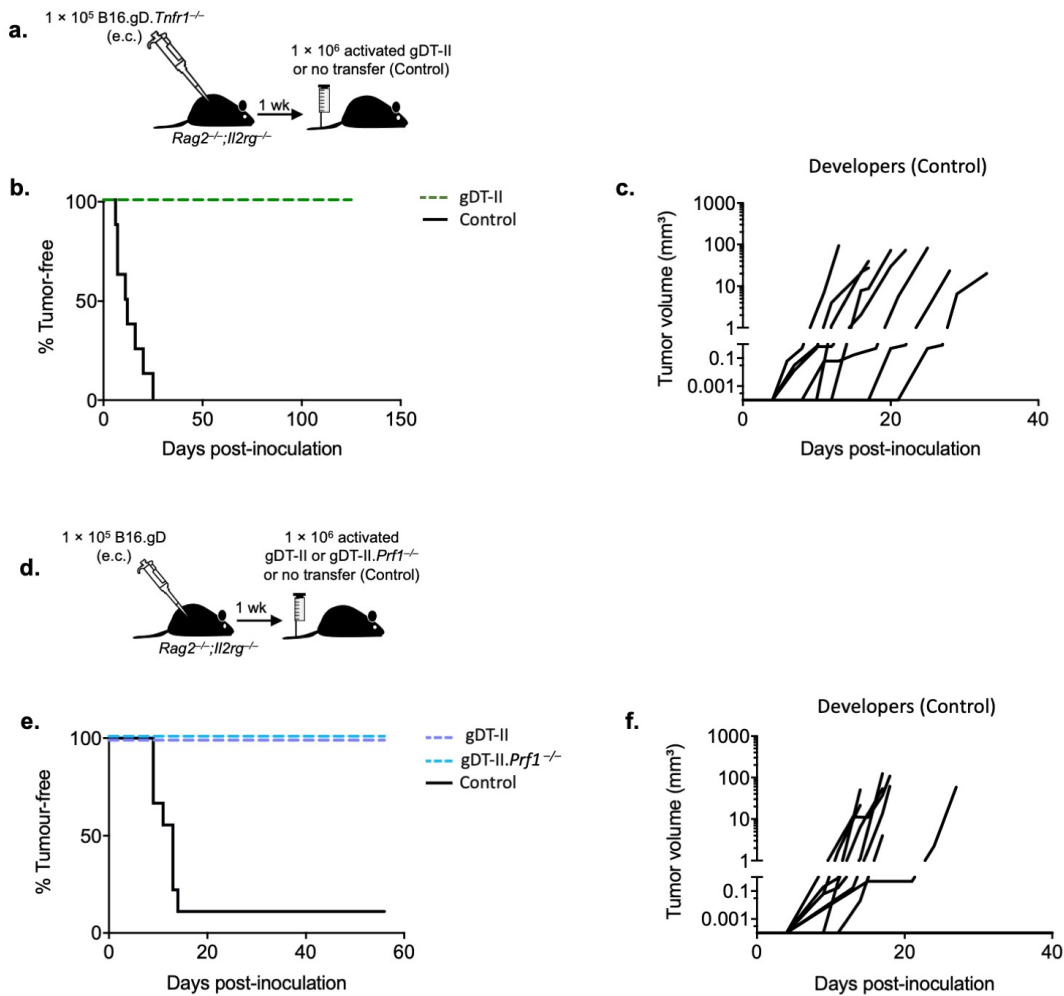 a.
1 × 10⁵ B16.gD.Tnfr1⁻/⁻
(e.c.)
1 × 10⁶ activated gDT-II
or no transfer (Control)
1 wk
Rag2⁻/⁻;Il2rg⁻/⁻
b.
100
50
0
% Tumor-free
0 50 100 150
Days post-inoculation
gDT-II
Control
c.
Developers (Control)
1000
100
10
1
0.1
0.001
Tumor volume (mm³)
0 20 40
Days post-inoculation
d.
1 × 10⁵ B16.gD
(e.c.)
1 × 10⁶ activated
gDT-II or gDT-II.Prf1⁻/⁻
or no transfer (Control)
1 wk
Rag2⁻/⁻;Il2rg⁻/⁻
e.
100
50
0
% Tumour-free
0 20 40 60
Days post-inoculation
gDT-II
gDT-II.Prf1⁻/⁻
Control
f.
Developers (Control)
1000
100
10
1
0.1
0.001
Tumor volume (mm³)
0 20 40
Days post-inoculation